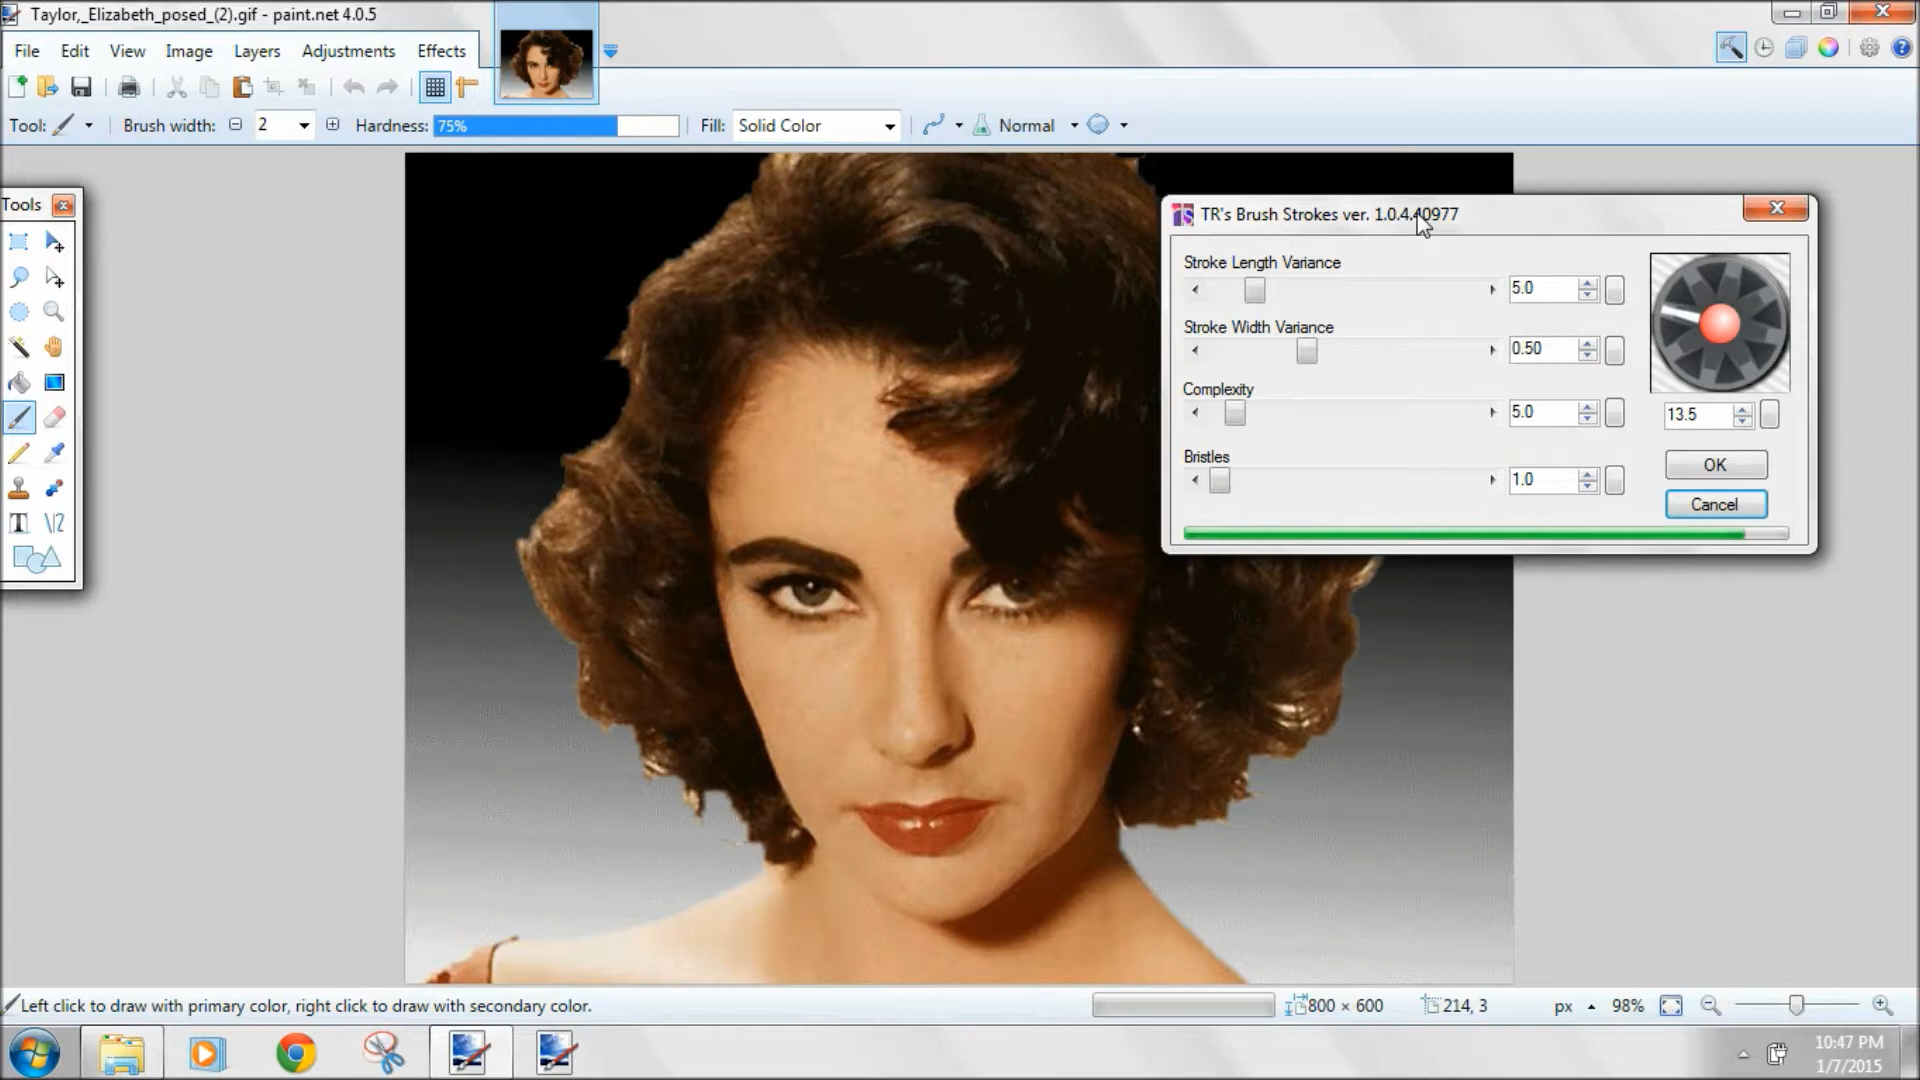 Taylor,_Elizabeth_posed_(2).gif - paint.net 4.0.5
File Edit View Image Layers Adjustments Effects
Tool: Brush width: 2 Hardness: 75% Fill: Solid Color Normal
Tools
TR's Brush Strokes ver. 1.0.4.40977
Stroke Length Variance
5.0
Stroke Width Variance
0.50
Complexity
5.0
13.5
Bristles
1.0
OK
Cancel
Left click to draw with primary color, right click to draw with secondary color.
800 × 600
214, 3
px
98%
10:47 PM
1/7/2015